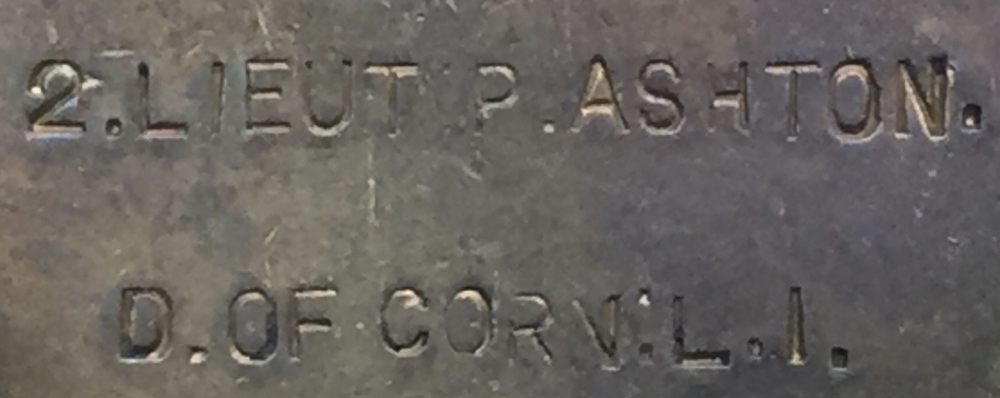 2.LIEUT P.ASHTON.
D.OF CORN:L.I.